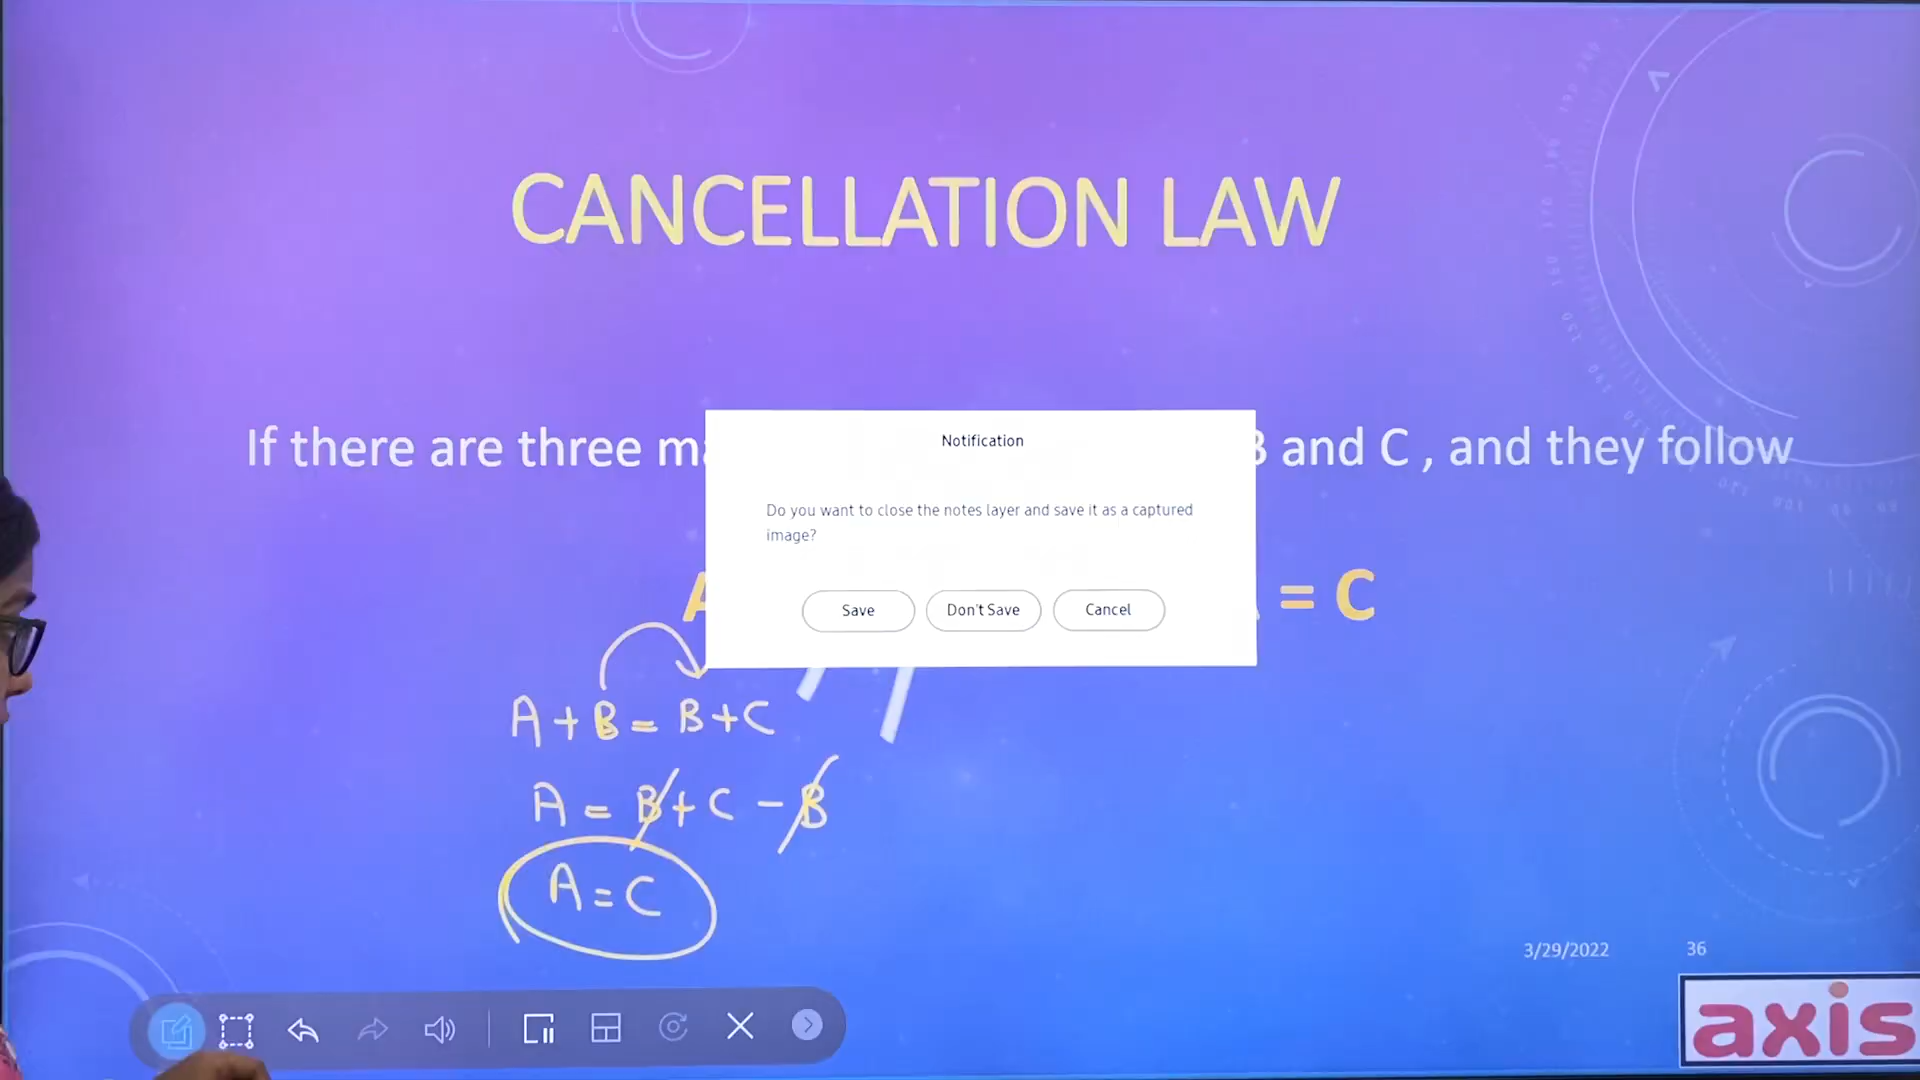 CANCELLATION LAW
If there are three and C , and they follow
= C
Notification
Do you want to close the notes layer and save it as a captured
image?
Save Don't Save Cancel
A + B = B + C
A = B + C - B
A = C
3/29/2022 36
axis